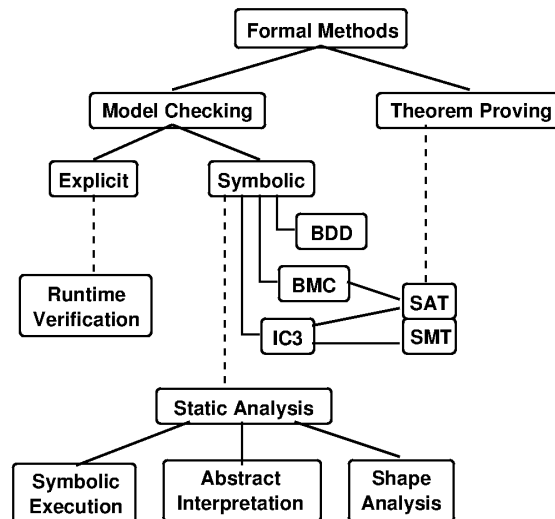 Formal Methods
Model Checking
Theorem Proving
Explicit
Symbolic
BDD
Runtime
Verification
BMC
SAT
IC3
SMT
Static Analysis
Symbolic
Execution
Abstract
Interpretation
Shape
Analysis